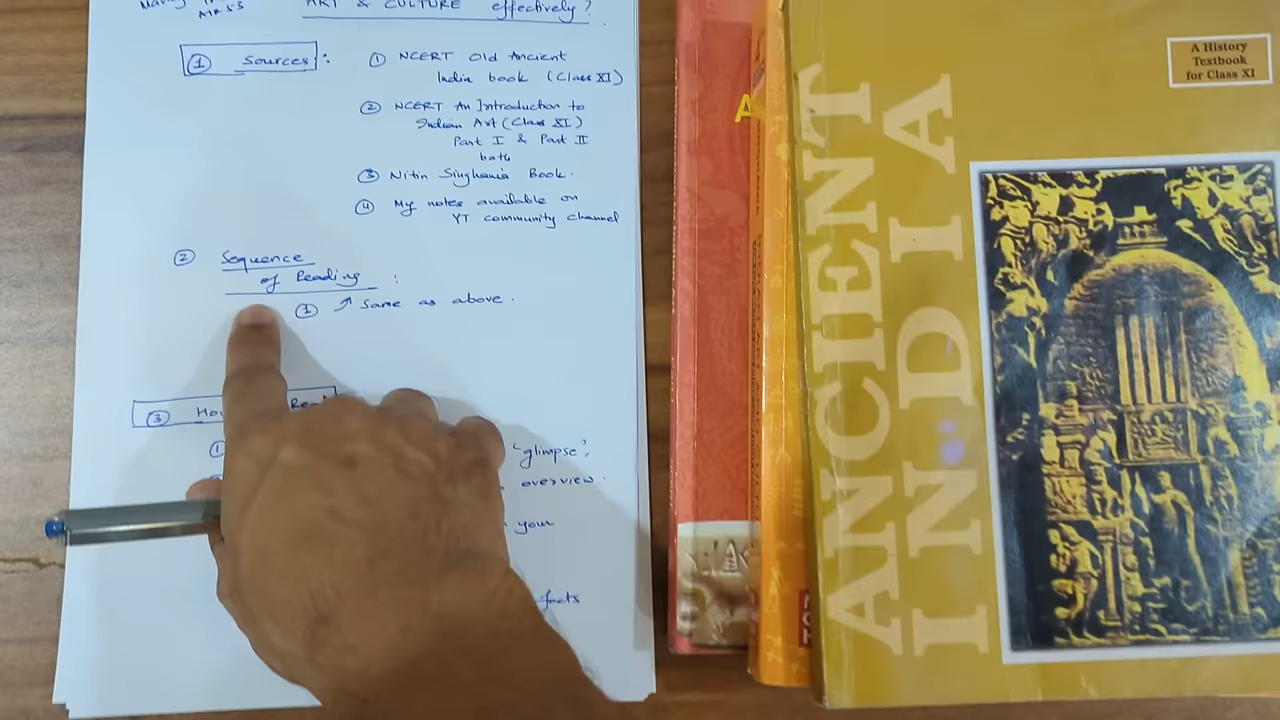 ART & CULTURE effectively?
① Sources :
① NCERT Old Ancient
India book (Class XI)
② NCERT An Introduction to
Indian Art (Class XI)
Part I & Part II
both
③ Nitin Singhania Book.
④ My notes available on
YT community channel
② Sequence
of Reading :
① ↗ Same as above.
③
①
'glimpse'
overview.
your
facts
A History
Textbook
for Class XI
ANCIENT
INDIA